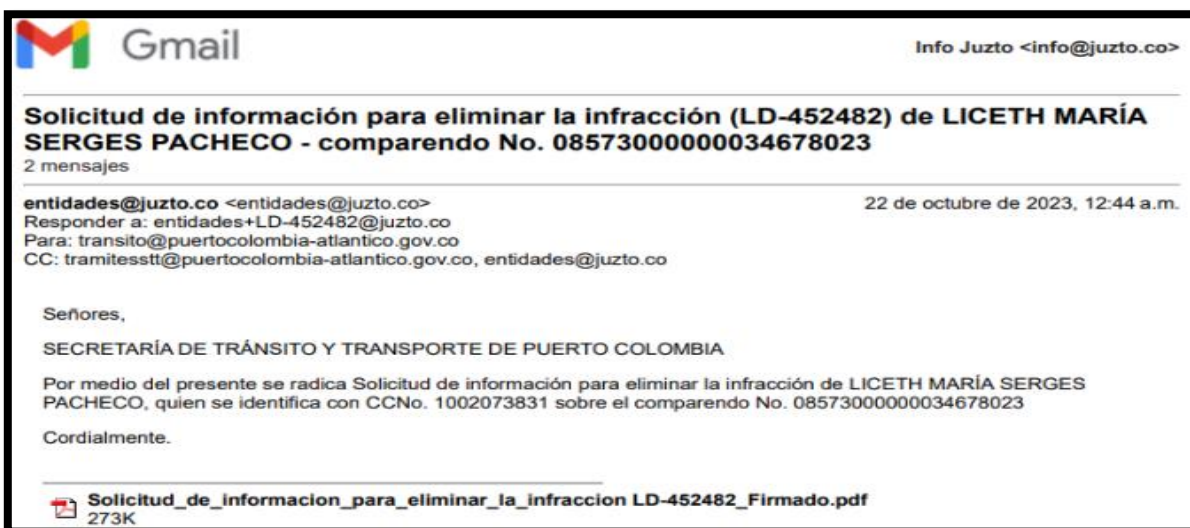 Gmail
Info Juzto <info@juzto.co>
Solicitud de información para eliminar la infracción (LD-452482) de LICETH MARÍA
SERGES PACHECO - comparendo No. 08573000000034678023
2 mensajes
entidades@juzto.co <entidades@juzto.co>
22 de octubre de 2023, 12:44 a.m.
Responder a: entidades+LD-452482@juzto.co
Para: transito@puertocolombia-atlantico.gov.co
CC: tramitesstt@puertocolombia-atlantico.gov.co, entidades@juzto.co
Señores,
SECRETARÍA DE TRÁNSITO Y TRANSPORTE DE PUERTO COLOMBIA
Por medio del presente se radica Solicitud de información para eliminar la infracción de LICETH MARÍA SERGES
PACHECO, quien se identifica con CCNo. 1002073831 sobre el comparendo No. 08573000000034678023
Cordialmente.
Solicitud_de_informacion_para_eliminar_la_infraccion LD-452482_Firmado.pdf
273K